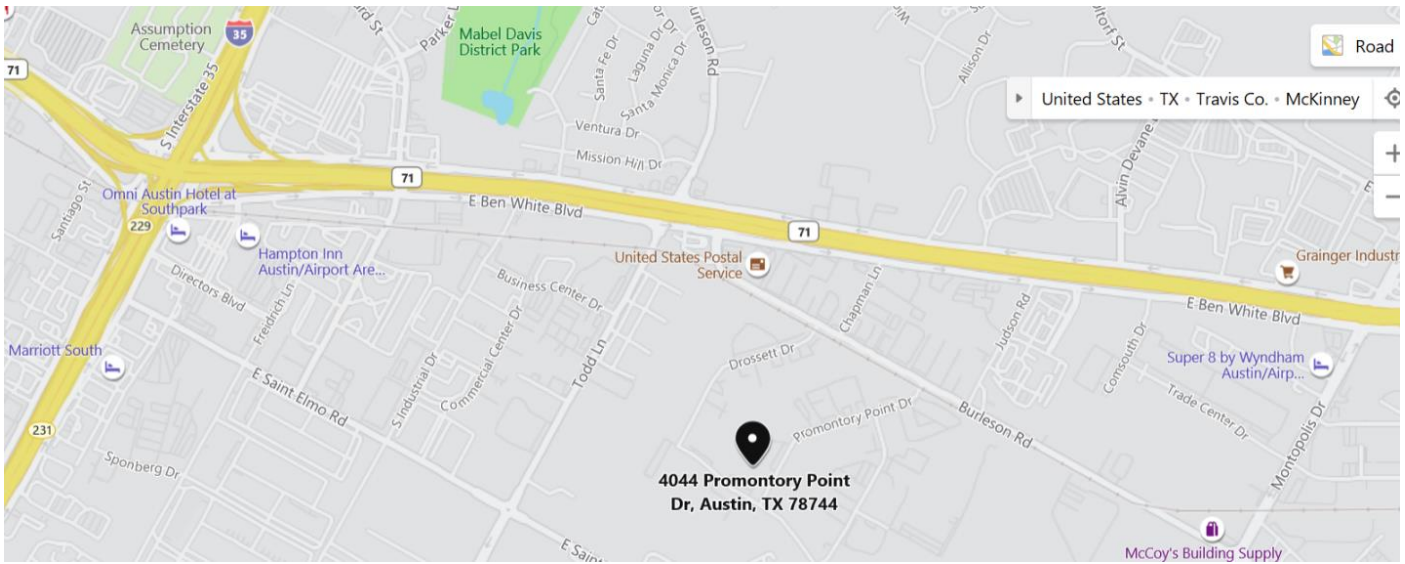 Assumption
Cemetery
35
71
S Interstate 35
Parker L
Mabel Davis
District Park
Santa Fe Dr
Laguna Dr
Santa Monica Dr
Ventura Dr
Mission Hill Dr
urleson Rd
Allison Dr
Road
United States • TX • Travis Co. • McKinney
Alvin Devane
71
E Ben White Blvd
71
Santiago St
Omni Austin Hotel at
Southpark
229
Hampton Inn
Austin/Airport Are...
Directors Blvd
Freidrich Ln
Business Center Dr
United States Postal
Service
Chapman Ln
Judson Rd
Grainger Industr
E Ben White Blvd
Marriott South
E Saint Elmo Rd
S Industrial Dr
Commercial Center Dr
Todd Ln
Drossett Dr
Promontory Point Dr
Burleson Rd
Comsouth Dr
Super 8 by Wyndham
Austin/Airp...
Trade Center Dr
Montopolis Dr
231
Sponberg Dr
4044 Promontory Point
Dr, Austin, TX 78744
E Sain
McCoy's Building Supply